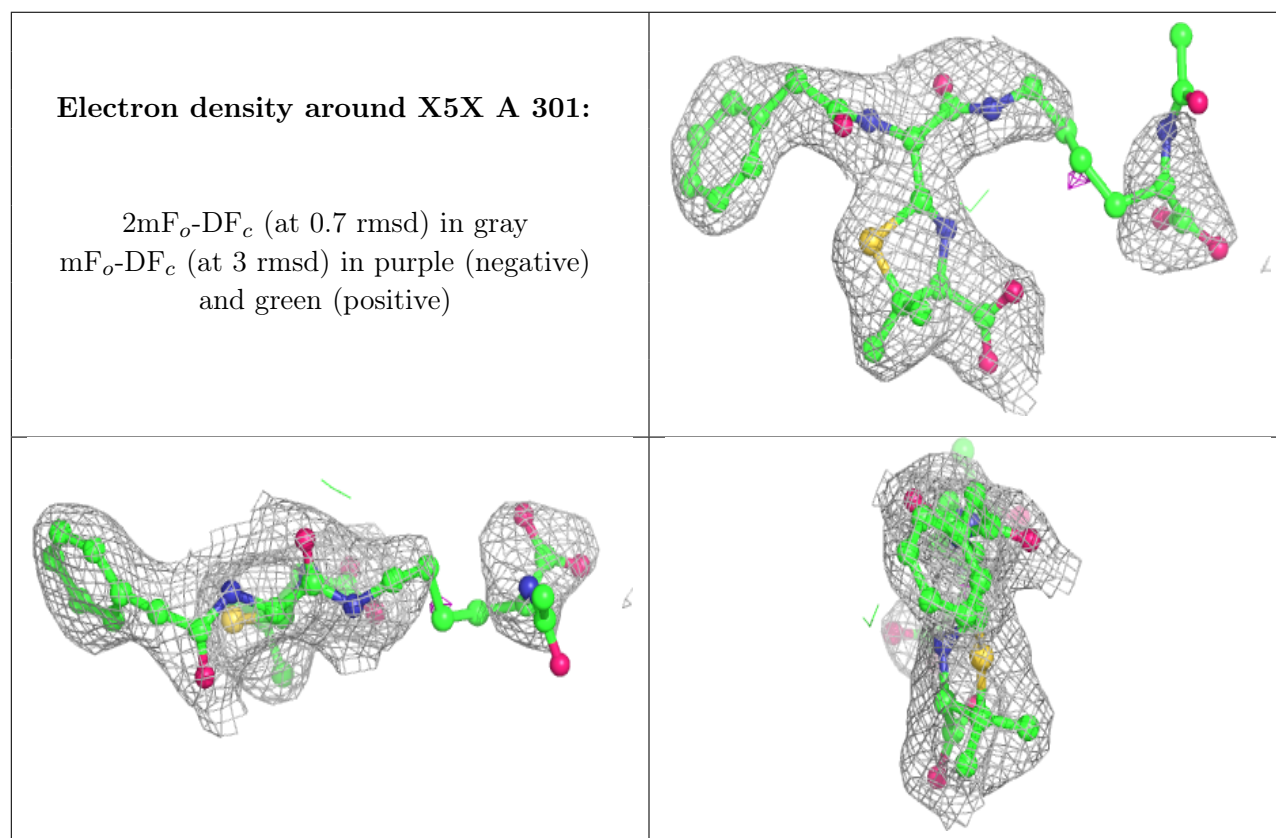 Electron density around X5X A 301:
2mFo-DFc (at 0.7 rmsd) in gray
mFo-DFc (at 3 rmsd) in purple (negative)
and green (positive)